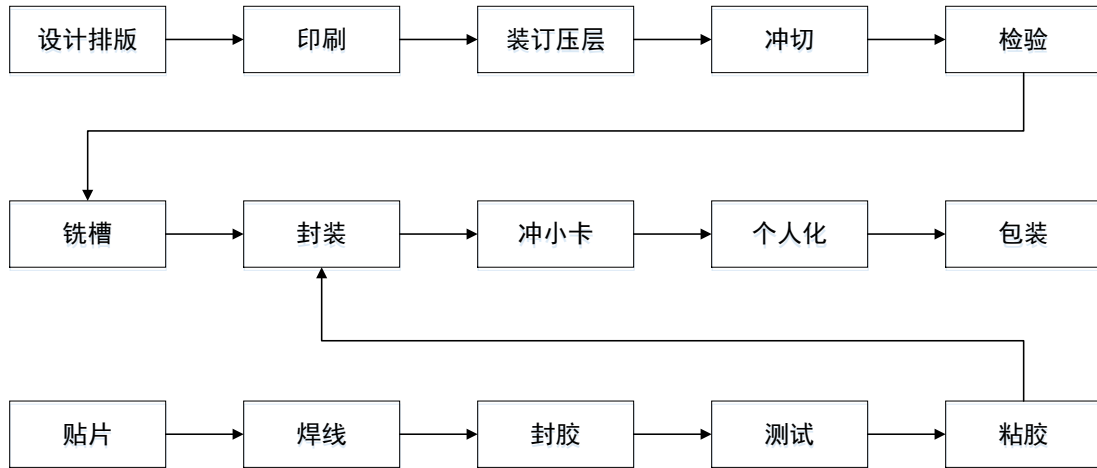 设计排版
印刷
装订压层
冲切
检验
铣槽
封装
冲小卡
个人化
包装
贴片
焊线
封胶
测试
粘胶